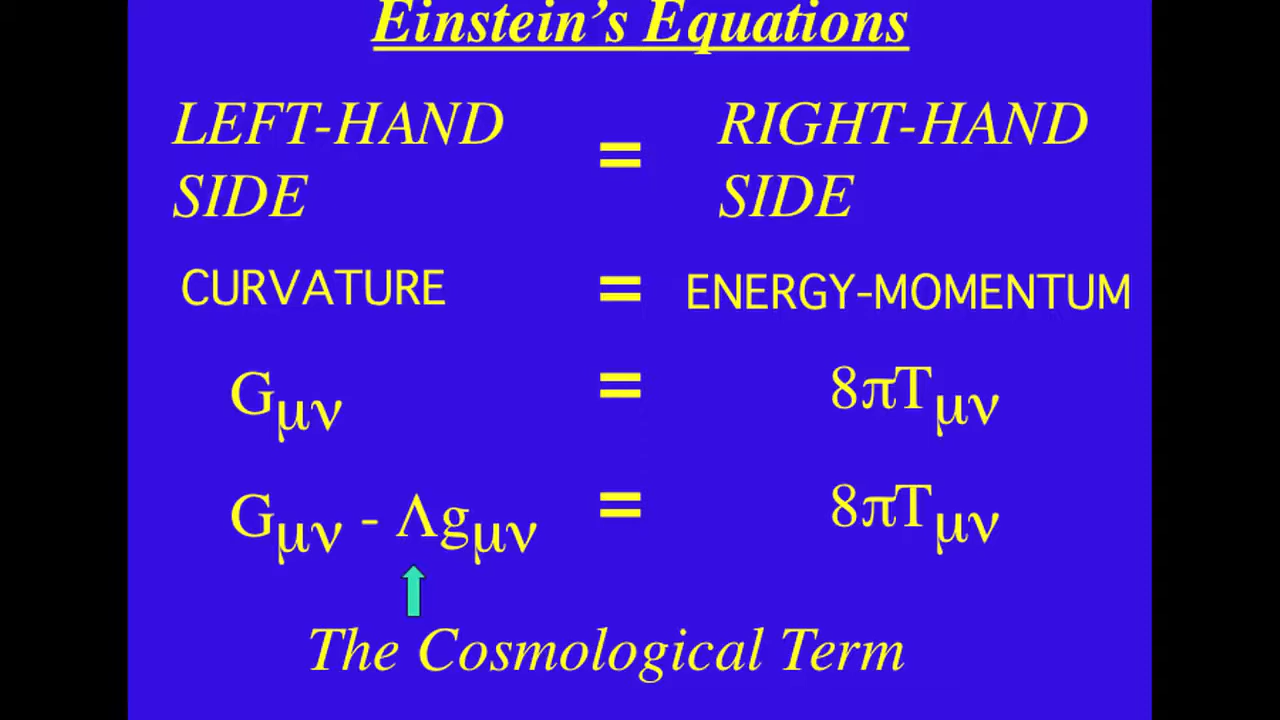 Einstein’s Equations
LEFT-HAND SIDE = RIGHT-HAND SIDE
CURVATURE = ENERGY-MOMENTUM
Gμν = 8πTμν
Gμν - Λgμν = 8πTμν
The Cosmological Term